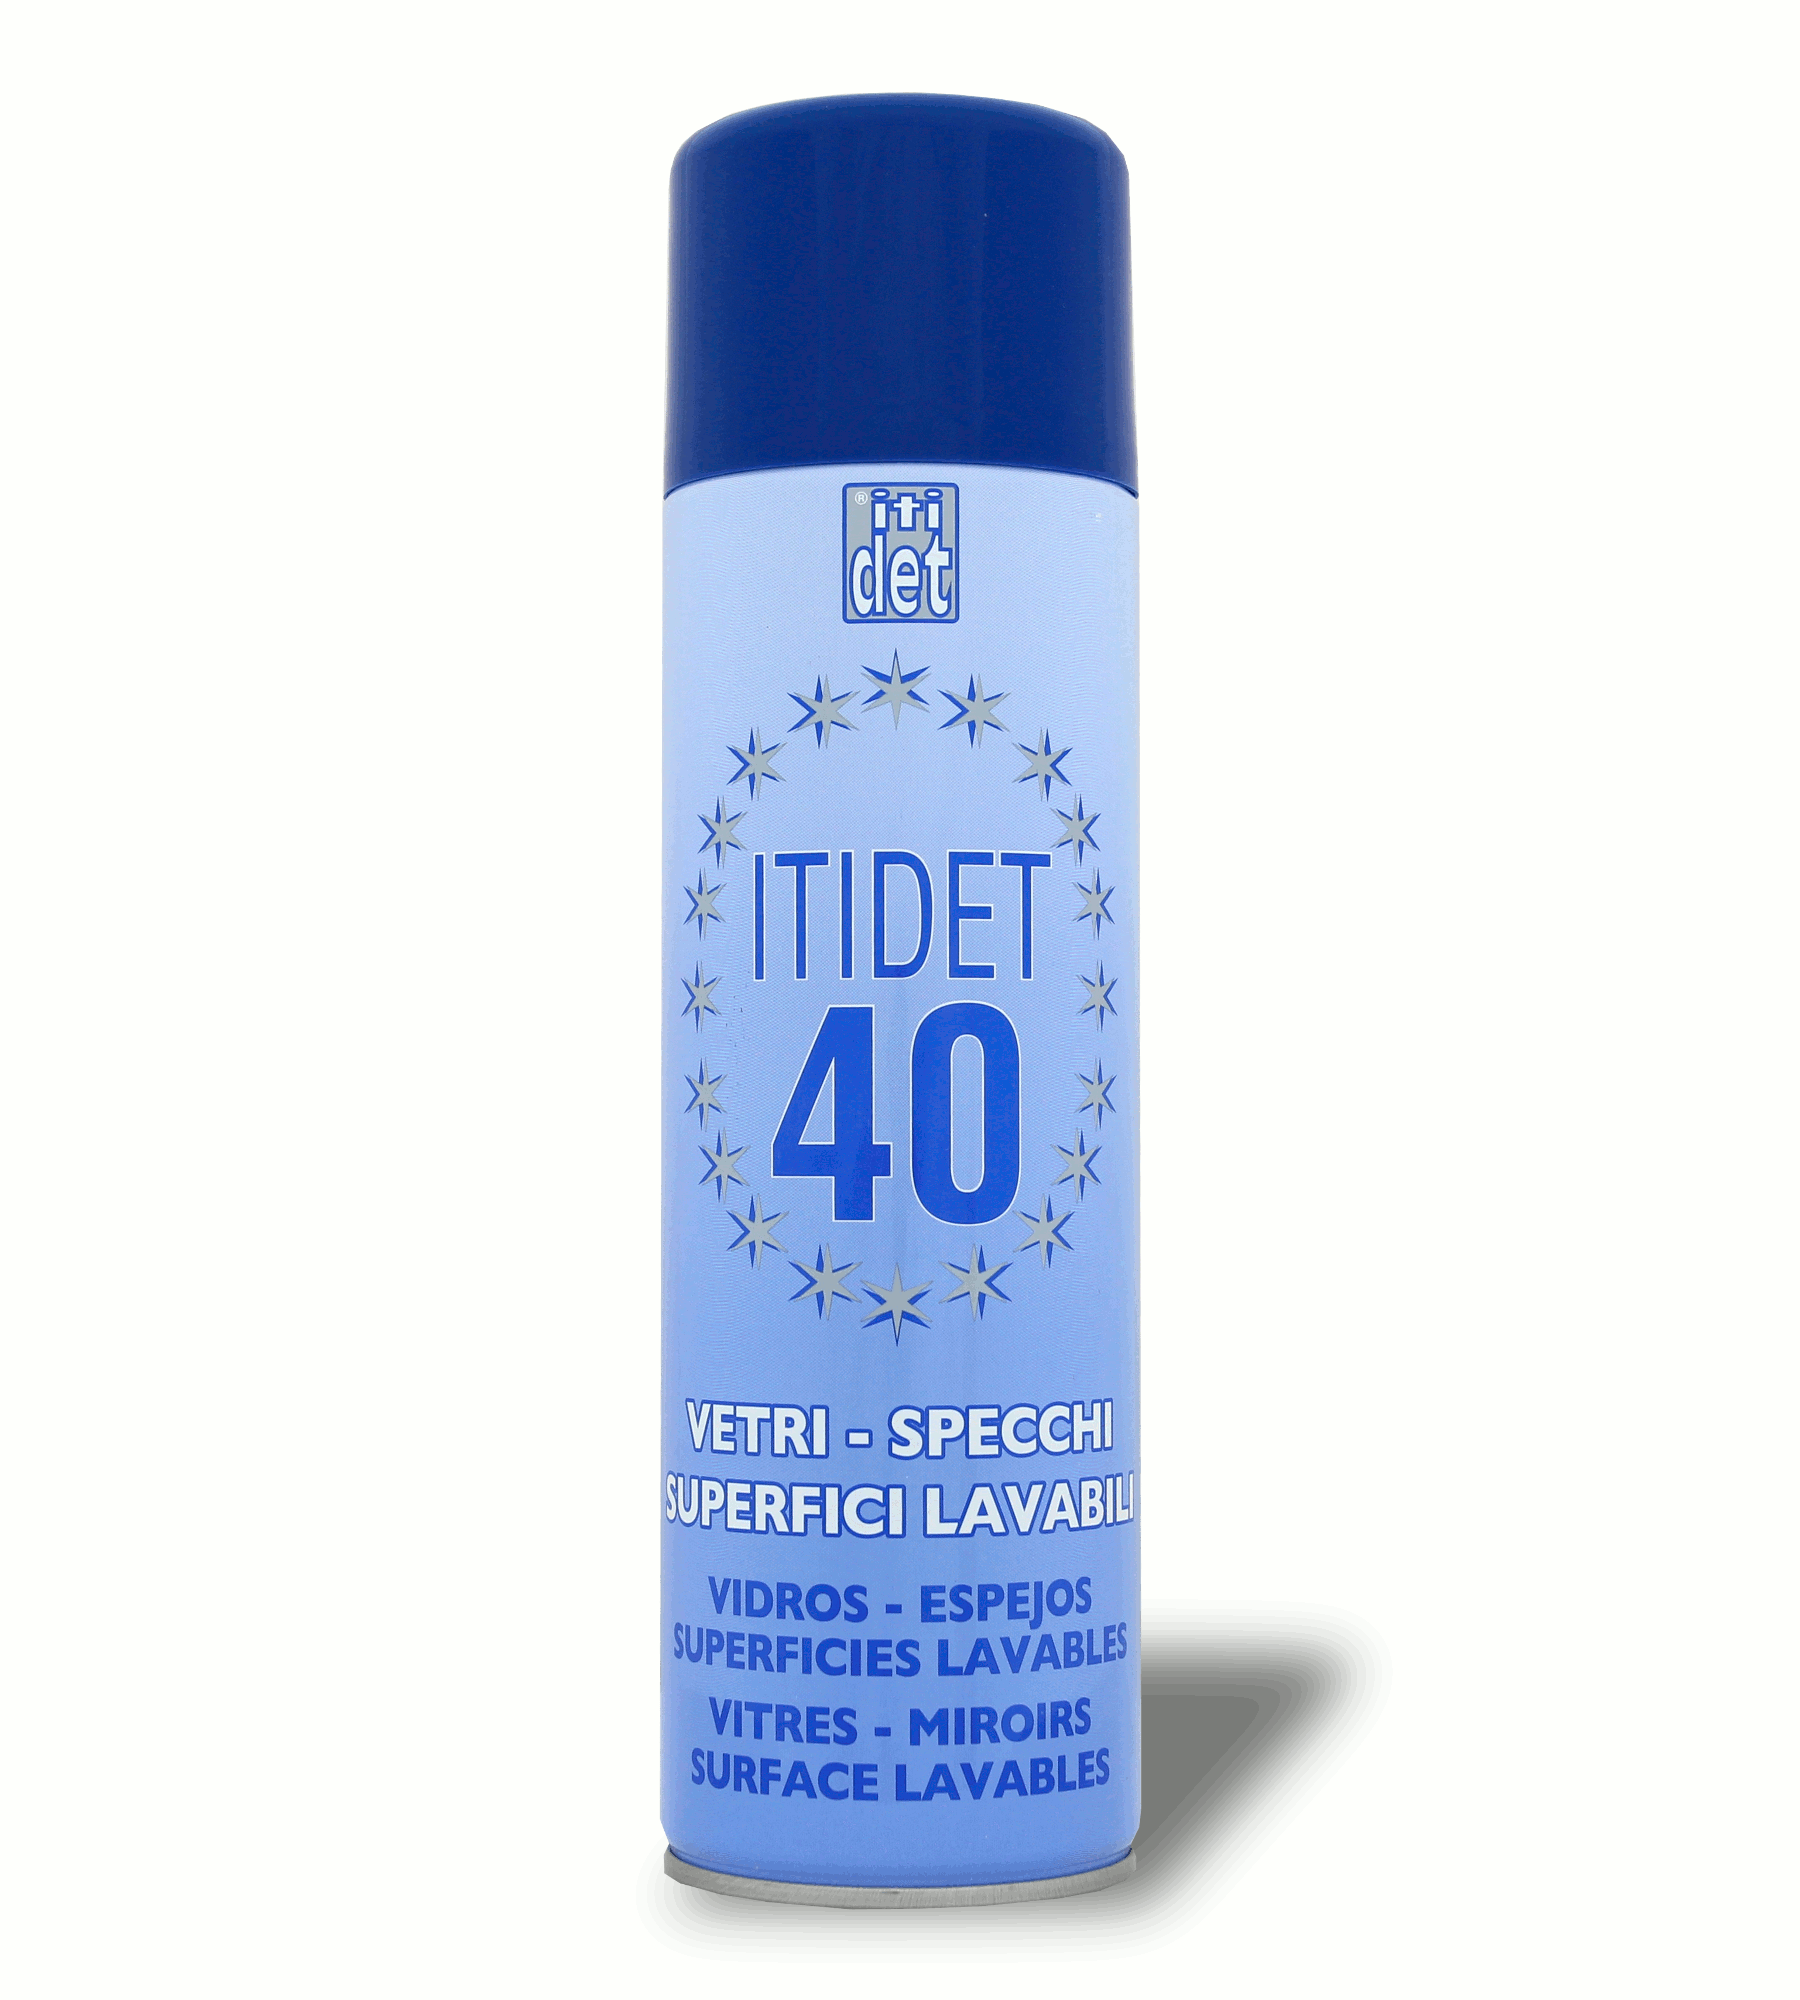 ® iti
det
ITIDET
40
VETRI - SPECCHI
SUPERFICI LAVABILI
VIDROS - ESPEJOS
SUPERFICIES LAVABLES
VITRES - MIROIRS
SURFACE LAVABLES